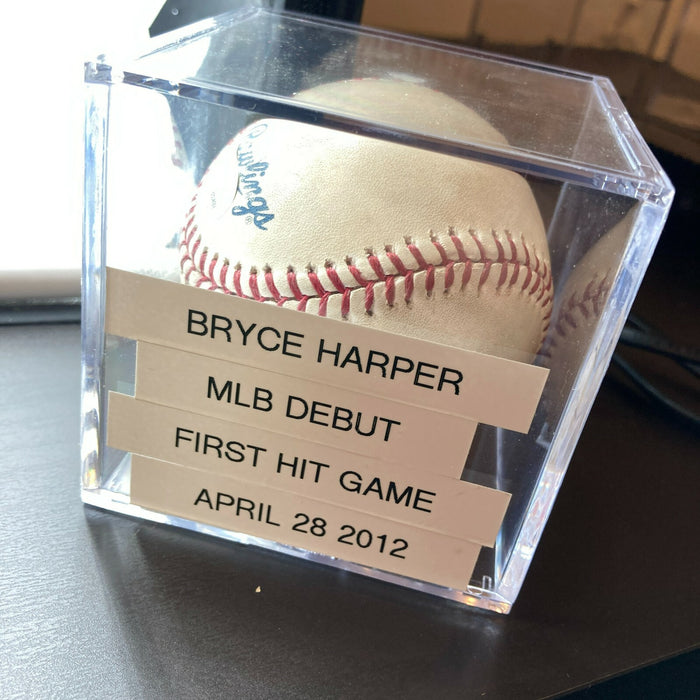 Rawlings
BRYCE HARPER
MLB DEBUT
FIRST HIT GAME
APRIL 28 2012